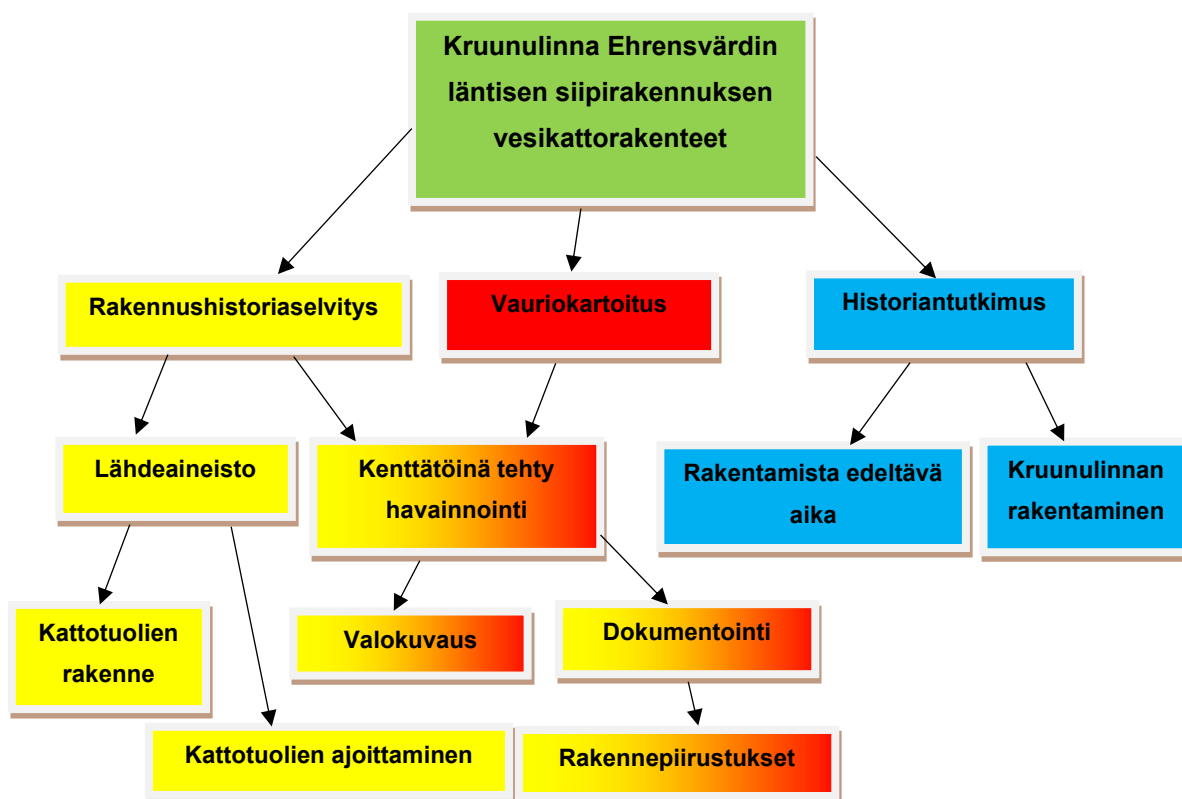 Kruunulinna Ehrensvärdin
läntisen siipirakennuksen
vesikattorakenteet
Rakennushistoriaselvitys
Vauriokartoitus
Historiantutkimus
Lähdeaineisto
Kenttätöinä tehty
havainnointi
Rakentamista edeltävä
aika
Kruunulinnan
rakentaminen
Kattotuolien
rakenne
Valokuvaus
Dokumentointi
Kattotuolien ajoittaminen
Rakennepiirustukset